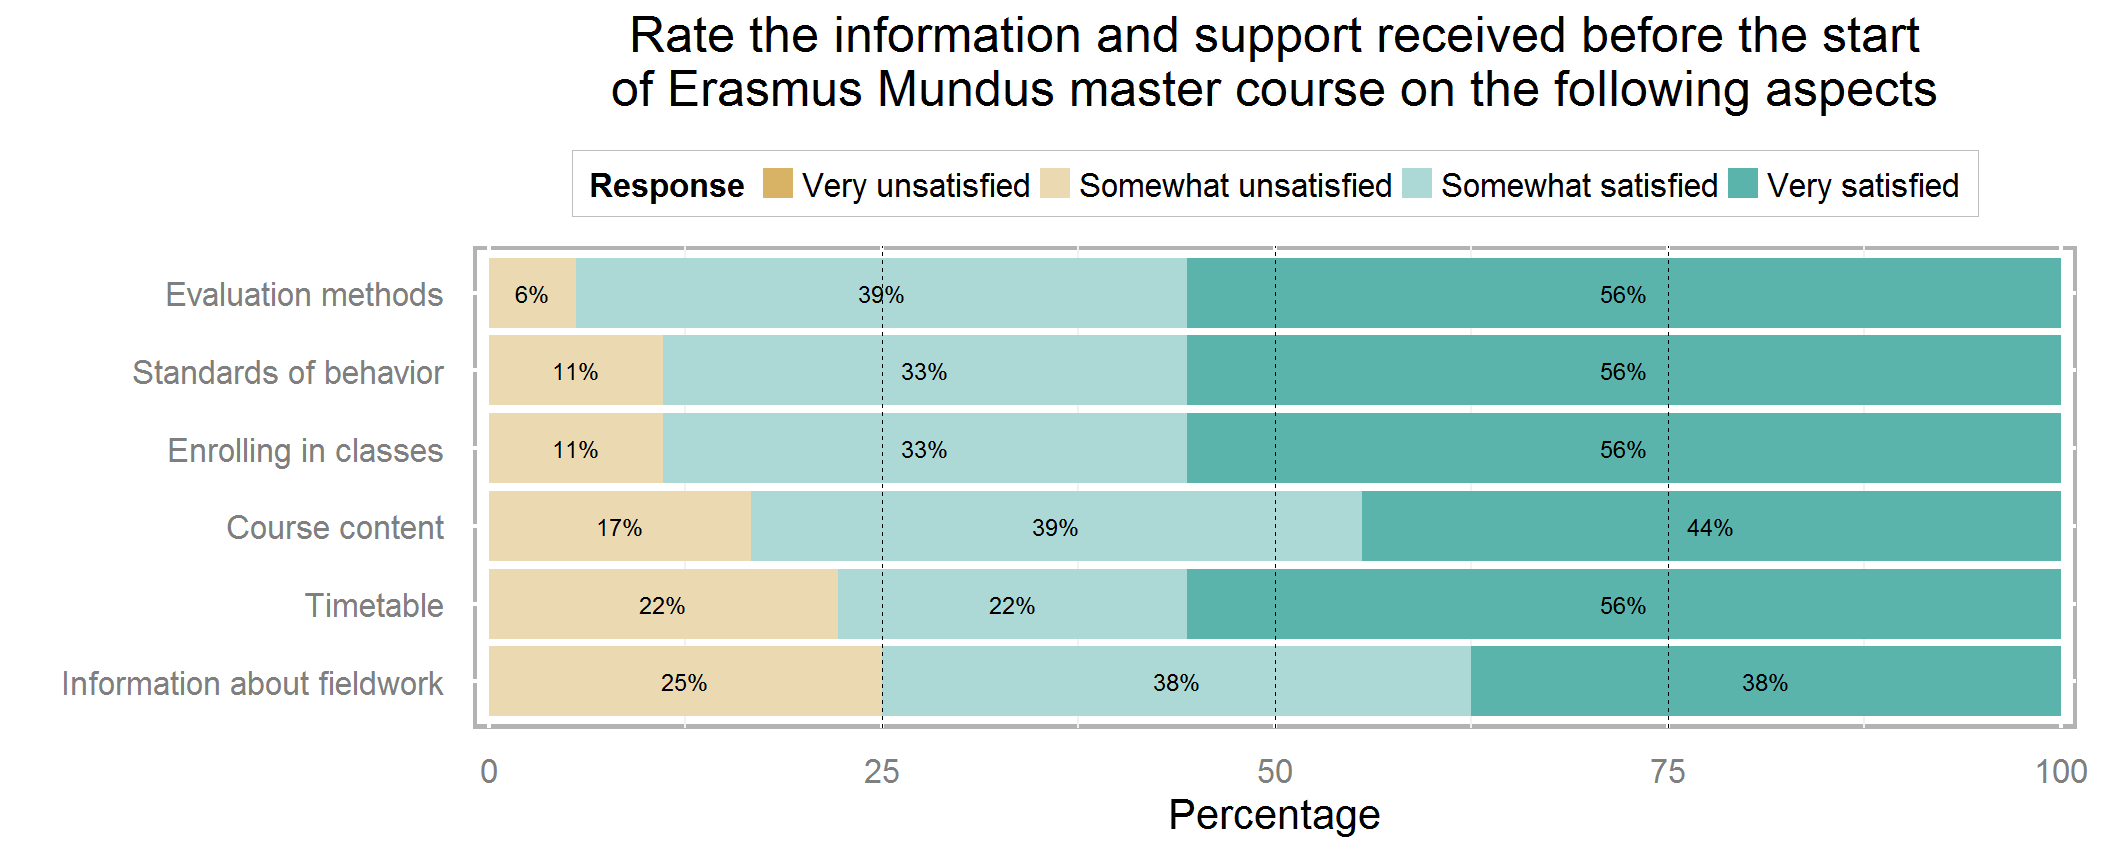 Rate the information and support received before the start
of Erasmus Mundus master course on the following aspects
Response Very unsatisfied Somewhat unsatisfied Somewhat satisfied Very satisfied
Evaluation methods 6% 39% 56%
Standards of behavior 11% 33% 56%
Enrolling in classes 11% 33% 56%
Course content 17% 39% 44%
Timetable 22% 22% 56%
Information about fieldwork 25% 38% 38%
0 25 50 75 100
Percentage